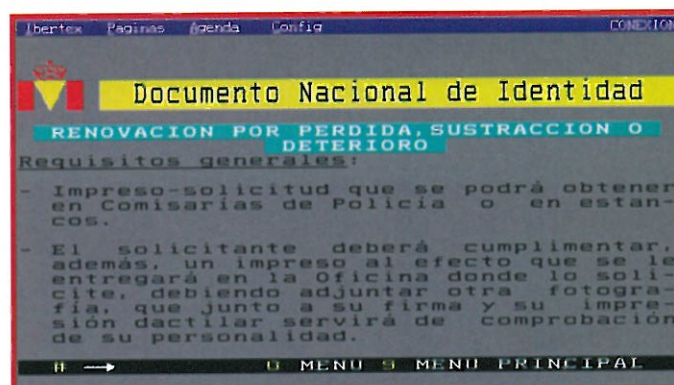 Ibertex Paginas Agenda Config CONEXION
Documento Nacional de Identidad
RENOVACION POR PERDIDA, SUSTRACCION O
DETERIORO
Requisitos generales:
- Impreso-solicitud que se podrá obtener
en Comisarías de Policía o en estan-
cos.
- El solicitante deberá cumplimentar,
además, un impreso al efecto que se le
entregará en la Oficina donde lo soli-
cite, debiendo adjuntar otra fotogra-
fía, que junto a su firma y su impre-
sión dactilar servirá de comprobación
de su personalidad.
# → 0 MENU 9 MENU PRINCIPAL